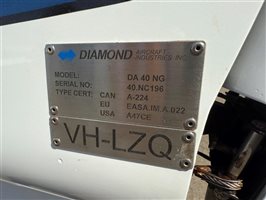 DIAMOND AIRCRAFT INDUSTRIES INC.
MODEL: DA 40 NG
SERIAL NO: 40.NC196
TYPE CERT: CAN A-224
EU EASA.IM.A.022
USA A47CE
VH-LZQ